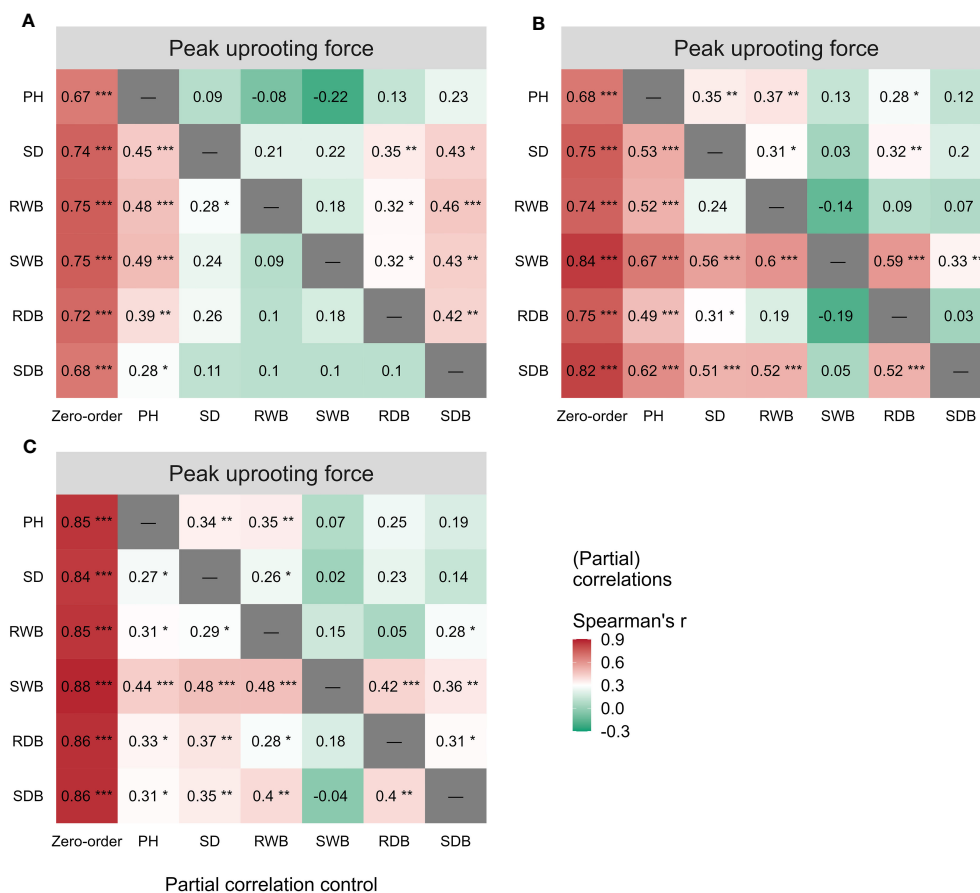 A
Peak uprooting force
PH 0.67 *** — 0.09 -0.08 -0.22 0.13 0.23
SD 0.74 *** 0.45 *** — 0.21 0.22 0.35 ** 0.43 *
RWB 0.75 *** 0.48 *** 0.28 * — 0.18 0.32 * 0.46 ***
SWB 0.75 *** 0.49 *** 0.24 0.09 — 0.32 * 0.43 **
RDB 0.72 *** 0.39 ** 0.26 0.1 0.18 — 0.42 **
SDB 0.68 *** 0.28 * 0.11 0.1 0.1 0.1 —
Zero-order PH SD RWB SWB RDB SDB
B
Peak uprooting force
PH 0.68 *** — 0.35 ** 0.37 ** 0.13 0.28 * 0.12
SD 0.75 *** 0.53 *** — 0.31 * 0.03 0.32 ** 0.2
RWB 0.74 *** 0.52 *** 0.24 — -0.14 0.09 0.07
SWB 0.84 *** 0.67 *** 0.56 *** 0.6 *** — 0.59 *** 0.33 **
RDB 0.75 *** 0.49 *** 0.31 * 0.19 -0.19 — 0.03
SDB 0.82 *** 0.62 *** 0.51 *** 0.52 *** 0.05 0.52 *** —
Zero-order PH SD RWB SWB RDB SDB
C
Peak uprooting force
PH 0.85 *** — 0.34 ** 0.35 ** 0.07 0.25 0.19
SD 0.84 *** 0.27 * — 0.26 * 0.02 0.23 0.14
RWB 0.85 *** 0.31 * 0.29 * — 0.15 0.05 0.28 *
SWB 0.88 *** 0.44 *** 0.48 *** 0.48 *** — 0.42 *** 0.36 **
RDB 0.86 *** 0.33 * 0.37 ** 0.28 * 0.18 — 0.31 *
SDB 0.86 *** 0.31 * 0.35 ** 0.4 ** -0.04 0.4 ** —
Zero-order PH SD RWB SWB RDB SDB
Partial correlation control
(Partial)
correlations
Spearman's r
0.9
0.6
0.3
0.0
-0.3